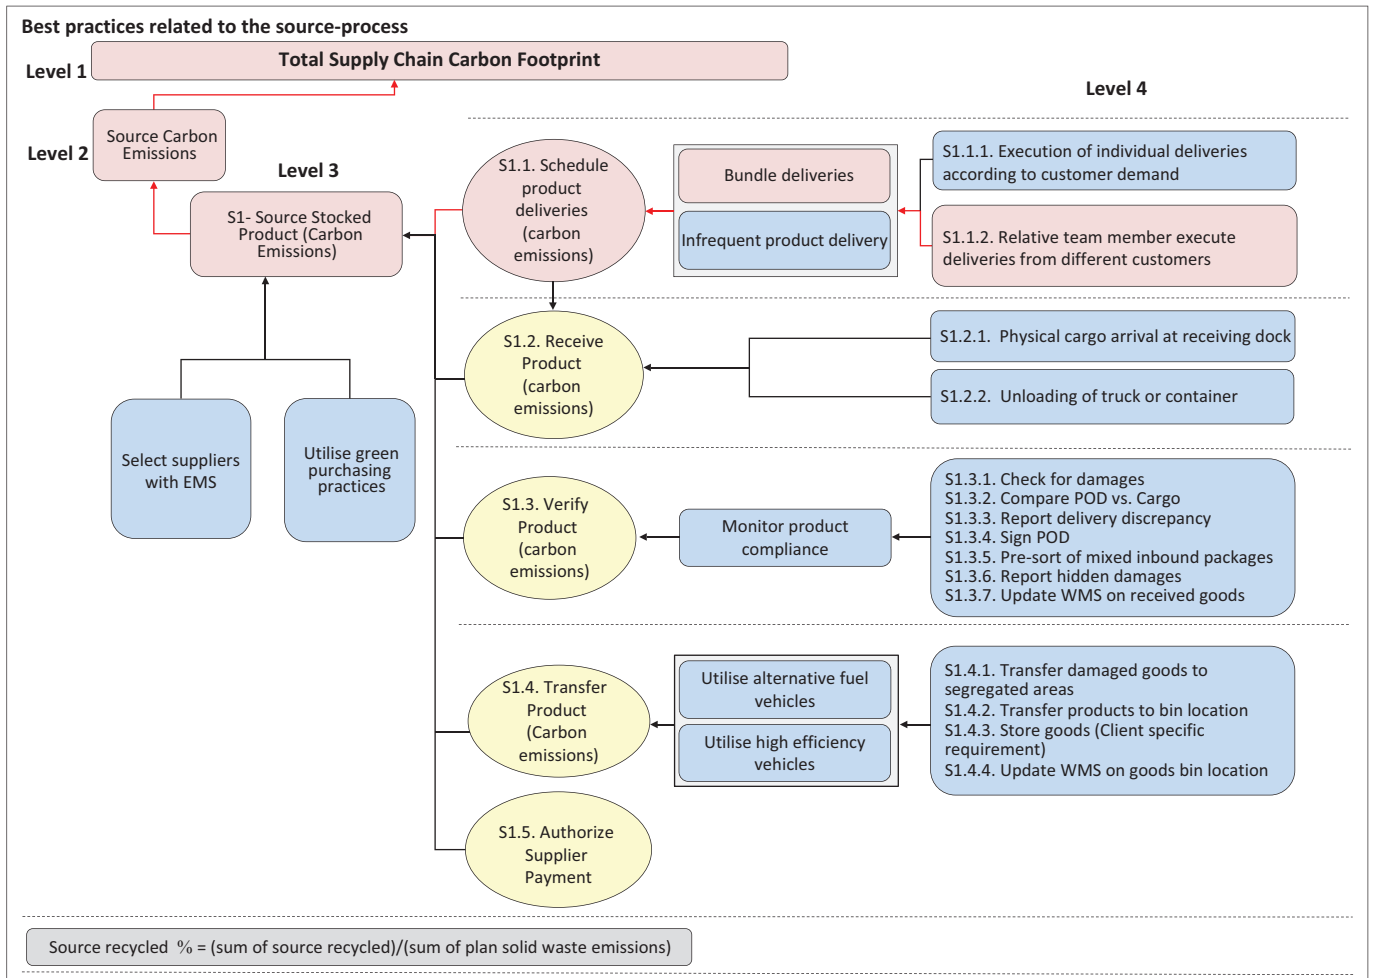 Best practices related to the source-process
Level 1
Total Supply Chain Carbon Footprint
Level 4
Level 2
Source Carbon
Emissions
Level 3
S1- Source Stocked
Product (Carbon
Emissions)
Select suppliers
with EMS
Utilise green
purchasing
practices
S1.1. Schedule
product
deliveries
(carbon
emissions)
Bundle deliveries
Infrequent product delivery
S1.1.1. Execution of individual deliveries
according to customer demand
S1.1.2. Relative team member execute
deliveries from different customers
S1.2. Receive
Product
(carbon
emissions)
S1.2.1. Physical cargo arrival at receiving dock
S1.2.2. Unloading of truck or container
S1.3. Verify
Product
(carbon
emissions)
Monitor product
compliance
S1.3.1. Check for damages
S1.3.2. Compare POD vs. Cargo
S1.3.3. Report delivery discrepancy
S1.3.4. Sign POD
S1.3.5. Pre-sort of mixed inbound packages
S1.3.6. Report hidden damages
S1.3.7. Update WMS on received goods
S1.4. Transfer
Product
(Carbon
emissions)
Utilise alternative fuel
vehicles
Utilise high efficiency
vehicles
S1.4.1. Transfer damaged goods to
segregated areas
S1.4.2. Transfer products to bin location
S1.4.3. Store goods (Client specific
requirement)
S1.4.4. Update WMS on goods bin location
S1.5. Authorize
Supplier
Payment
Source recycled % = (sum of source recycled)/(sum of plan solid waste emissions)